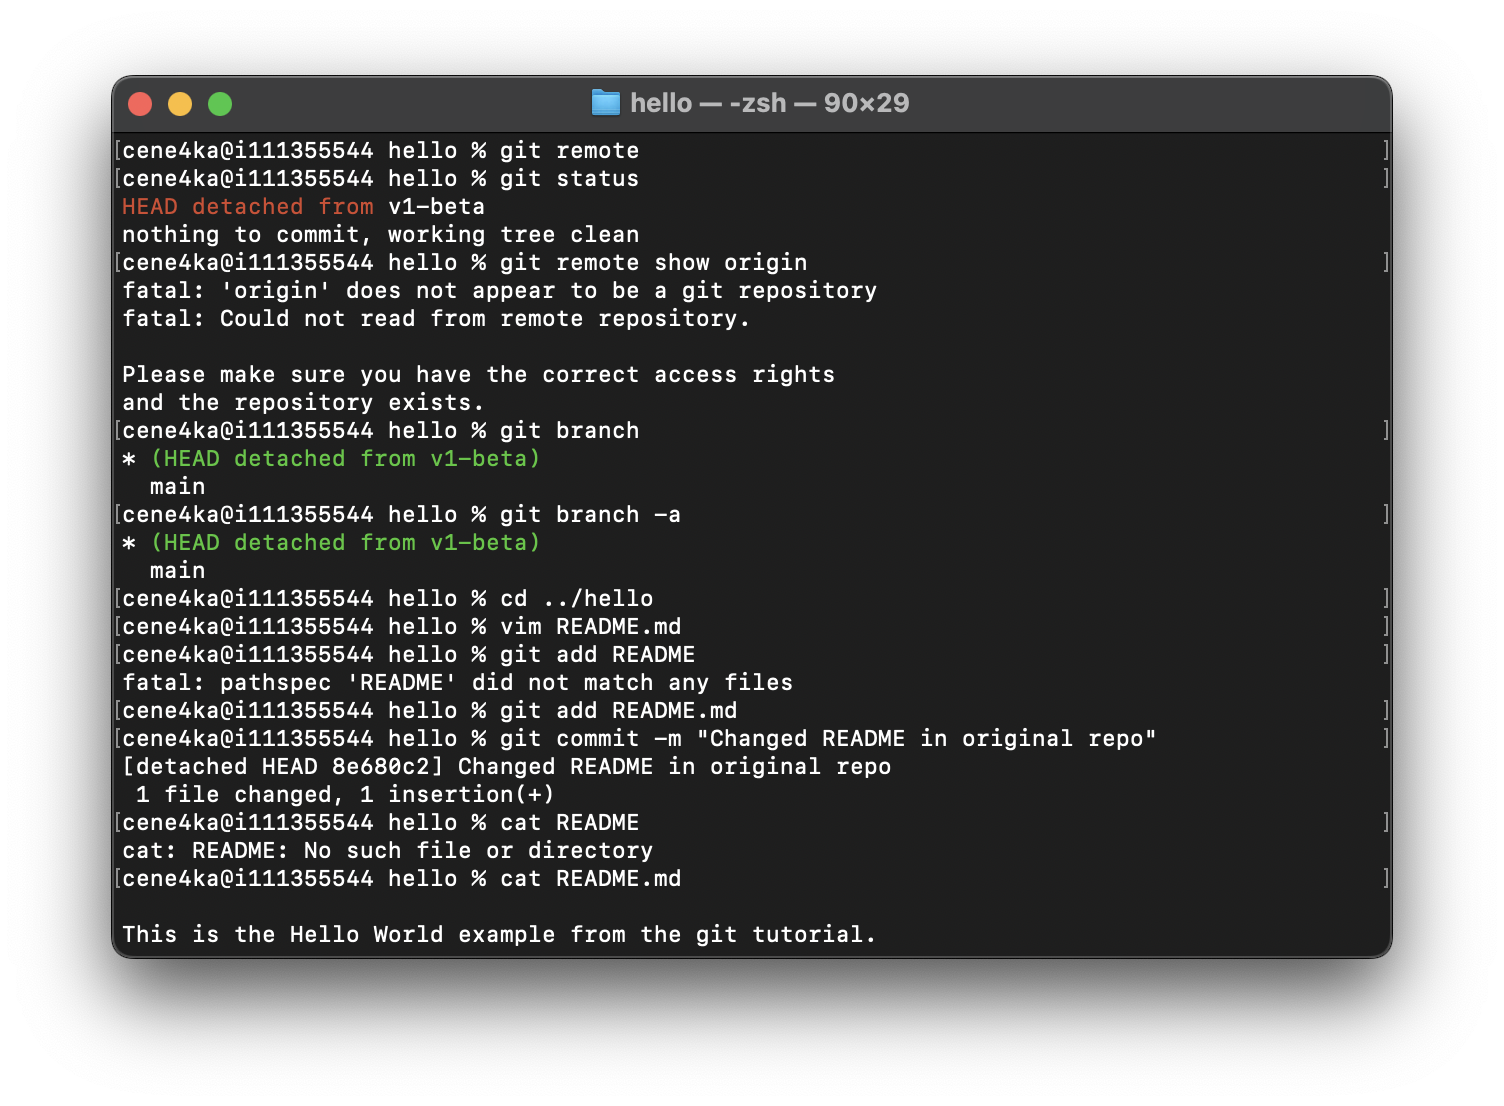 hello — -zsh — 90×29
[cene4ka@i111355544 hello % git remote ]
[cene4ka@i111355544 hello % git status ]
HEAD detached from v1-beta
nothing to commit, working tree clean
[cene4ka@i111355544 hello % git remote show origin ]
fatal: 'origin' does not appear to be a git repository
fatal: Could not read from remote repository.

Please make sure you have the correct access rights
and the repository exists.
[cene4ka@i111355544 hello % git branch ]
* (HEAD detached from v1-beta)
  main
[cene4ka@i111355544 hello % git branch -a ]
* (HEAD detached from v1-beta)
  main
[cene4ka@i111355544 hello % cd ../hello ]
[cene4ka@i111355544 hello % vim README.md ]
[cene4ka@i111355544 hello % git add README ]
fatal: pathspec 'README' did not match any files
[cene4ka@i111355544 hello % git add README.md ]
[cene4ka@i111355544 hello % git commit -m "Changed README in original repo" ]
[detached HEAD 8e680c2] Changed README in original repo
 1 file changed, 1 insertion(+)
[cene4ka@i111355544 hello % cat README ]
cat: README: No such file or directory
[cene4ka@i111355544 hello % cat README.md ]

This is the Hello World example from the git tutorial.